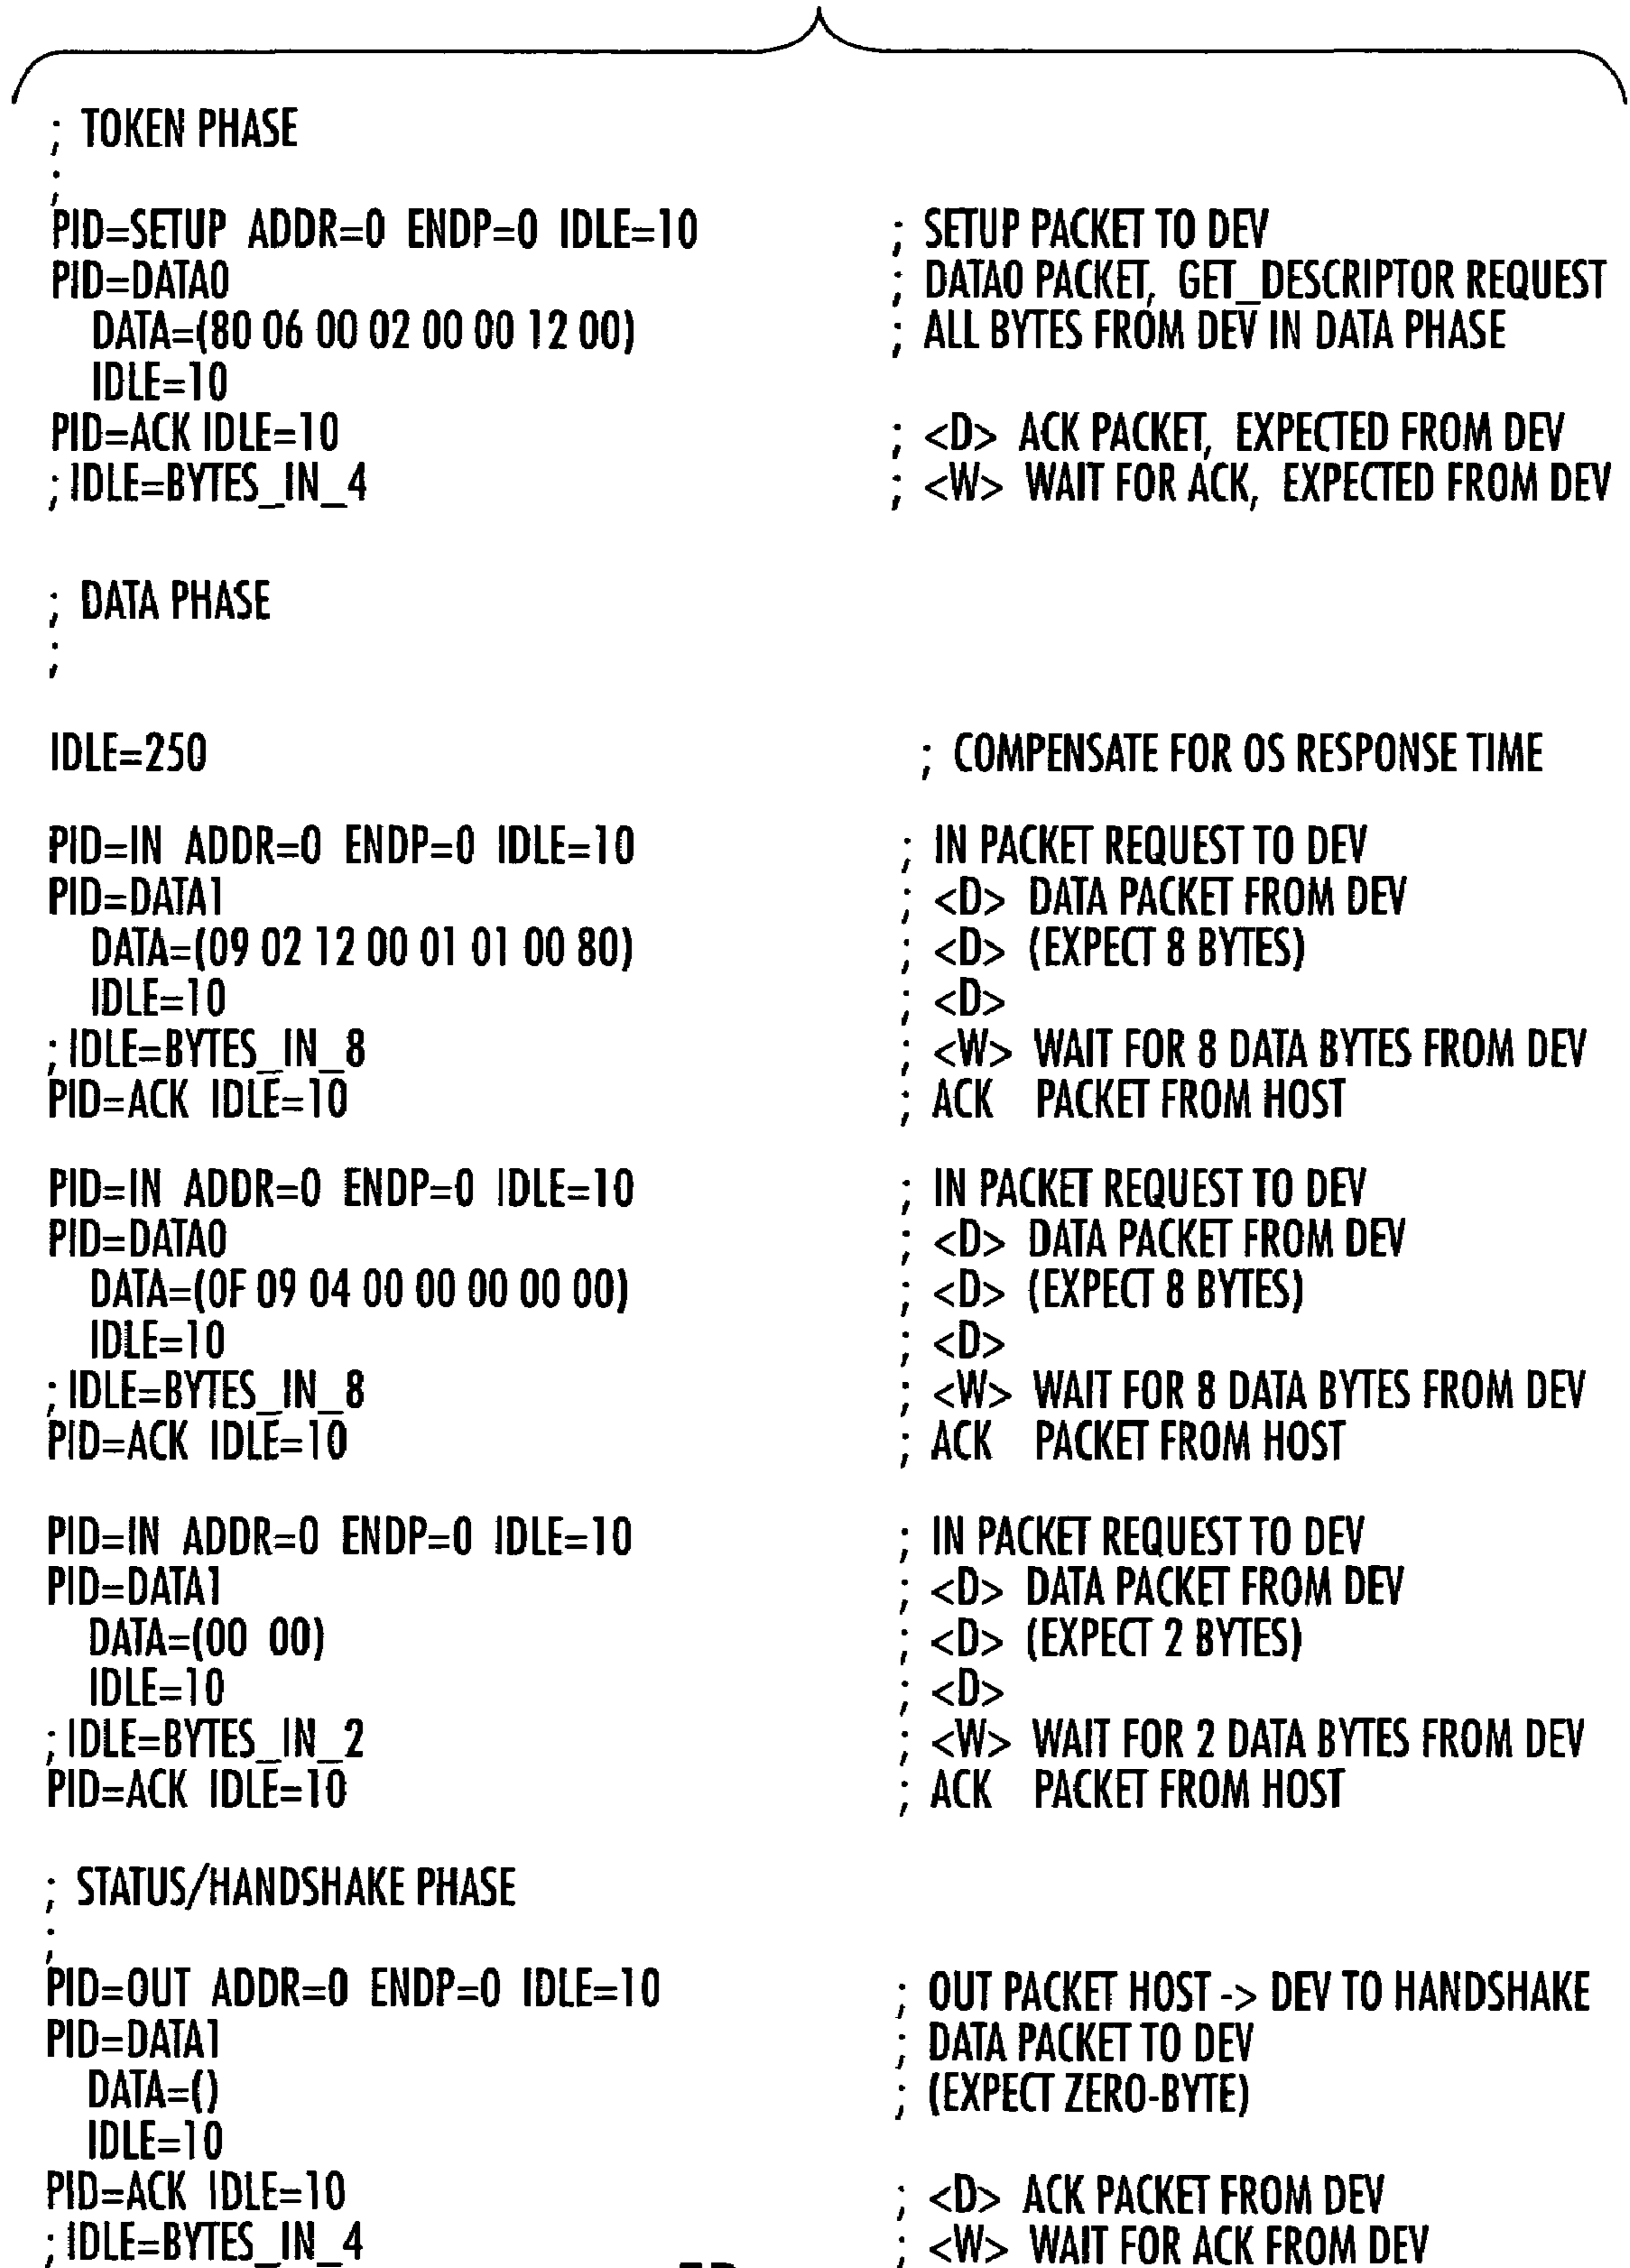 ; TOKEN PHASE
;
PID=SETUP ADDR=0 ENDP=0 IDLE=10 ; SETUP PACKET TO DEV
PID=DATA0 ; DATA0 PACKET, GET_DESCRIPTOR REQUEST
DATA=(80 06 00 02 00 00 12 00) ; ALL BYTES FROM DEV IN DATA PHASE
IDLE=10
PID=ACK IDLE=10 ; <D> ACK PACKET, EXPECTED FROM DEV
; IDLE=BYTES_IN_4 ; <W> WAIT FOR ACK, EXPECTED FROM DEV
; DATA PHASE
;
IDLE=250 ; COMPENSATE FOR OS RESPONSE TIME
PID=IN ADDR=0 ENDP=0 IDLE=10 ; IN PACKET REQUEST TO DEV
PID=DATA1 ; <D> DATA PACKET FROM DEV
DATA=(09 02 12 00 01 01 00 80) ; <D> (EXPECT 8 BYTES)
IDLE=10 ; <D>
; IDLE=BYTES_IN_8 ; <W> WAIT FOR 8 DATA BYTES FROM DEV
PID=ACK IDLE=10 ; ACK PACKET FROM HOST
PID=IN ADDR=0 ENDP=0 IDLE=10 ; IN PACKET REQUEST TO DEV
PID=DATA0 ; <D> DATA PACKET FROM DEV
DATA=(0F 09 04 00 00 00 00 00) ; <D> (EXPECT 8 BYTES)
IDLE=10 ; <D>
; IDLE=BYTES_IN_8 ; <W> WAIT FOR 8 DATA BYTES FROM DEV
PID=ACK IDLE=10 ; ACK PACKET FROM HOST
PID=IN ADDR=0 ENDP=0 IDLE=10 ; IN PACKET REQUEST TO DEV
PID=DATA1 ; <D> DATA PACKET FROM DEV
DATA=(00 00) ; <D> (EXPECT 2 BYTES)
IDLE=10 ; <D>
; IDLE=BYTES_IN_2 ; <W> WAIT FOR 2 DATA BYTES FROM DEV
PID=ACK IDLE=10 ; ACK PACKET FROM HOST
; STATUS/HANDSHAKE PHASE
;
PID=OUT ADDR=0 ENDP=0 IDLE=10 ; OUT PACKET HOST -> DEV TO HANDSHAKE
PID=DATA1 ; DATA PACKET TO DEV
DATA=() ; (EXPECT ZERO-BYTE)
IDLE=10
PID=ACK IDLE=10 ; <D> ACK PACKET FROM DEV
; IDLE=BYTES_IN_4 ; <W> WAIT FOR ACK FROM DEV